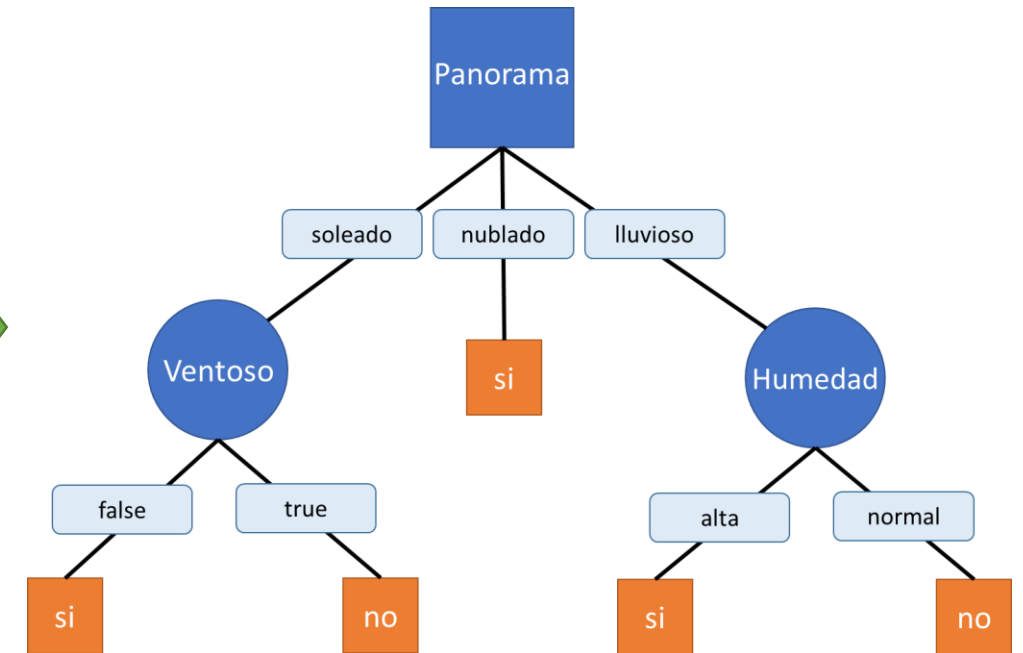 Panorama
soleado
nublado
lluvioso
Ventoso
si
Humedad
false
true
alta
normal
si
no
si
no